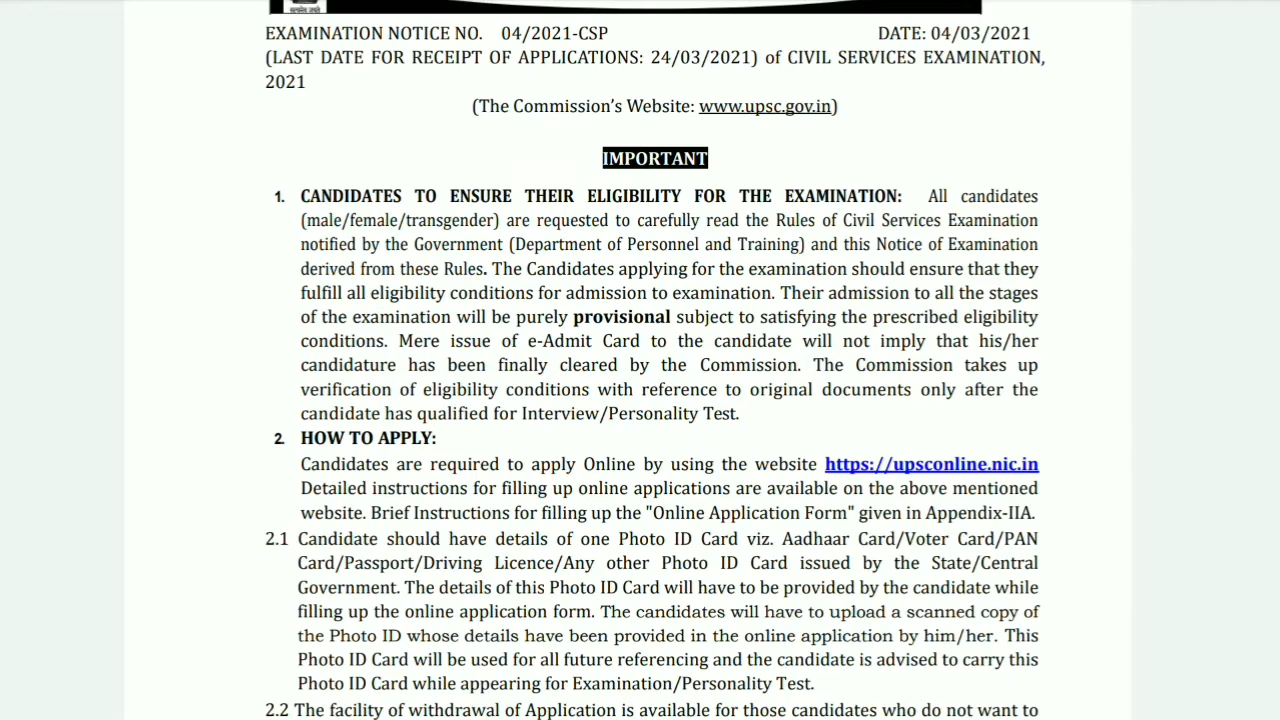 सत्यमेव जयते
EXAMINATION NOTICE NO. 04/2021-CSP DATE: 04/03/2021
(LAST DATE FOR RECEIPT OF APPLICATIONS: 24/03/2021) of CIVIL SERVICES EXAMINATION,
2021
(The Commission’s Website: www.upsc.gov.in)
IMPORTANT
1. CANDIDATES TO ENSURE THEIR ELIGIBILITY FOR THE EXAMINATION: All candidates
(male/female/transgender) are requested to carefully read the Rules of Civil Services Examination
notified by the Government (Department of Personnel and Training) and this Notice of Examination
derived from these Rules. The Candidates applying for the examination should ensure that they
fulfill all eligibility conditions for admission to examination. Their admission to all the stages
of the examination will be purely provisional subject to satisfying the prescribed eligibility
conditions. Mere issue of e-Admit Card to the candidate will not imply that his/her
candidature has been finally cleared by the Commission. The Commission takes up
verification of eligibility conditions with reference to original documents only after the
candidate has qualified for Interview/Personality Test.
2. HOW TO APPLY:
Candidates are required to apply Online by using the website https://upsconline.nic.in
Detailed instructions for filling up online applications are available on the above mentioned
website. Brief Instructions for filling up the "Online Application Form" given in Appendix-IIA.
2.1 Candidate should have details of one Photo ID Card viz. Aadhaar Card/Voter Card/PAN
Card/Passport/Driving Licence/Any other Photo ID Card issued by the State/Central
Government. The details of this Photo ID Card will have to be provided by the candidate while
filling up the online application form. The candidates will have to upload a scanned copy of
the Photo ID whose details have been provided in the online application by him/her. This
Photo ID Card will be used for all future referencing and the candidate is advised to carry this
Photo ID Card while appearing for Examination/Personality Test.
2.2 The facility of withdrawal of Application is available for those candidates who do not want to